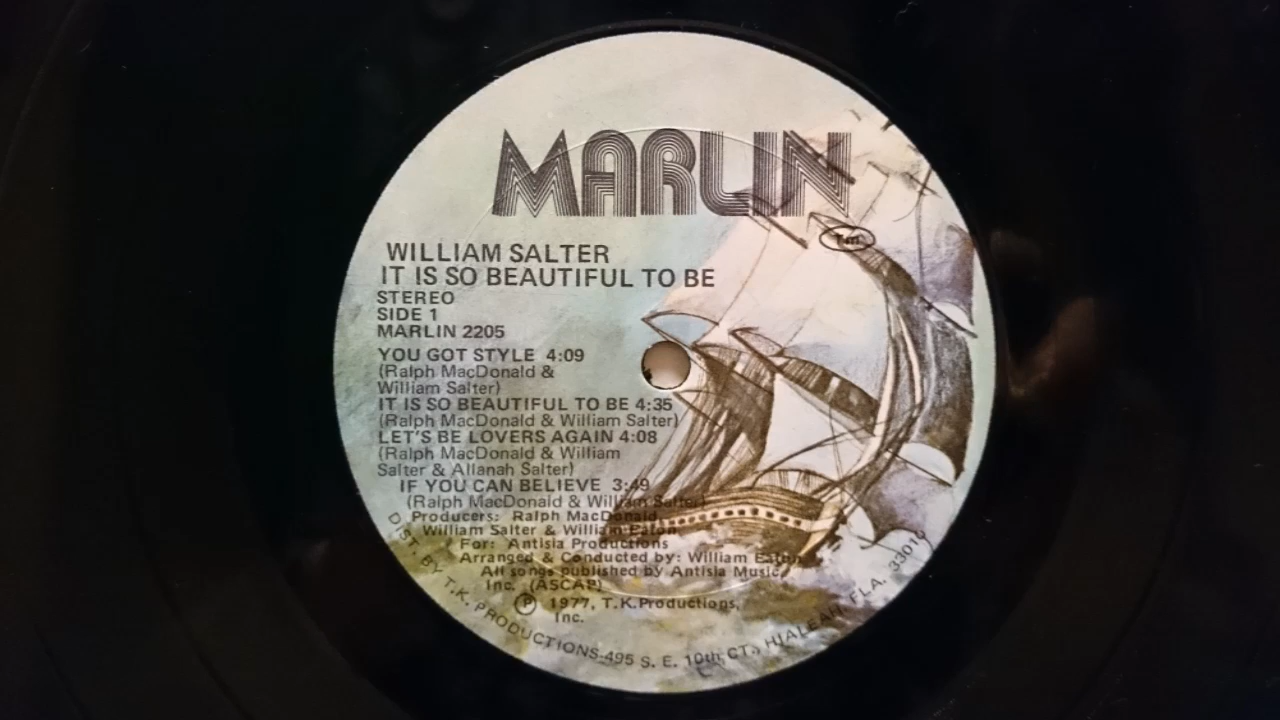 MARLIN
Tm
WILLIAM SALTER
IT IS SO BEAUTIFUL TO BE
STEREO
SIDE 1
MARLIN 2205
YOU GOT STYLE 4:09
(Ralph MacDonald &
William Salter)
IT IS SO BEAUTIFUL TO BE 4:35
(Ralph MacDonald & William Salter)
LET'S BE LOVERS AGAIN 4:08
(Ralph MacDonald & William
Salter & Allanah Salter)
IF YOU CAN BELIEVE 3:49
(Ralph MacDonald & William Salter)
Producers: Ralph MacDonald
William Salter & William Eaton
For: Antisia Productions
Arranged & Conducted by: William Eaton
All songs published by Antisia Music,
Inc. (ASCAP)
Ⓟ 1977, T.K.Productions,
Inc.
DIST. BY T.K. PRODUCTIONS-495 S. E. 10th CT., HIALEAH, FLA. 33010